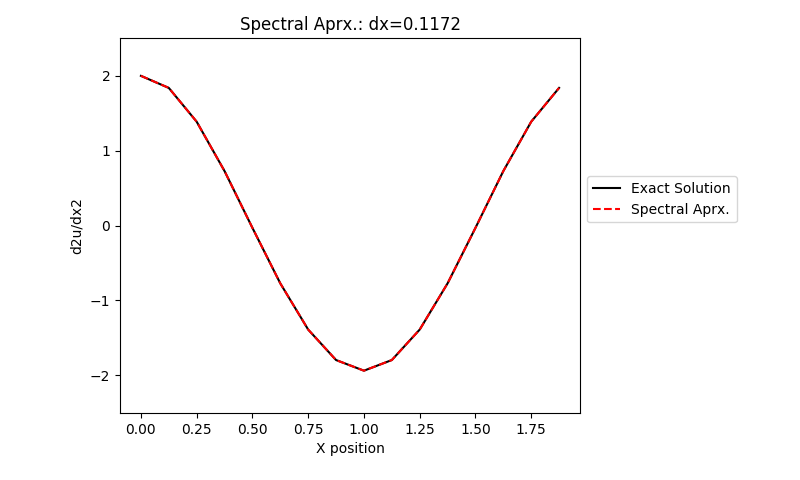 Spectral Aprx.: dx=0.1172
2
1
0
−1
−2
d2u/dx2
0.00 0.25 0.50 0.75 1.00 1.25 1.50 1.75
X position
Exact Solution
Spectral Aprx.